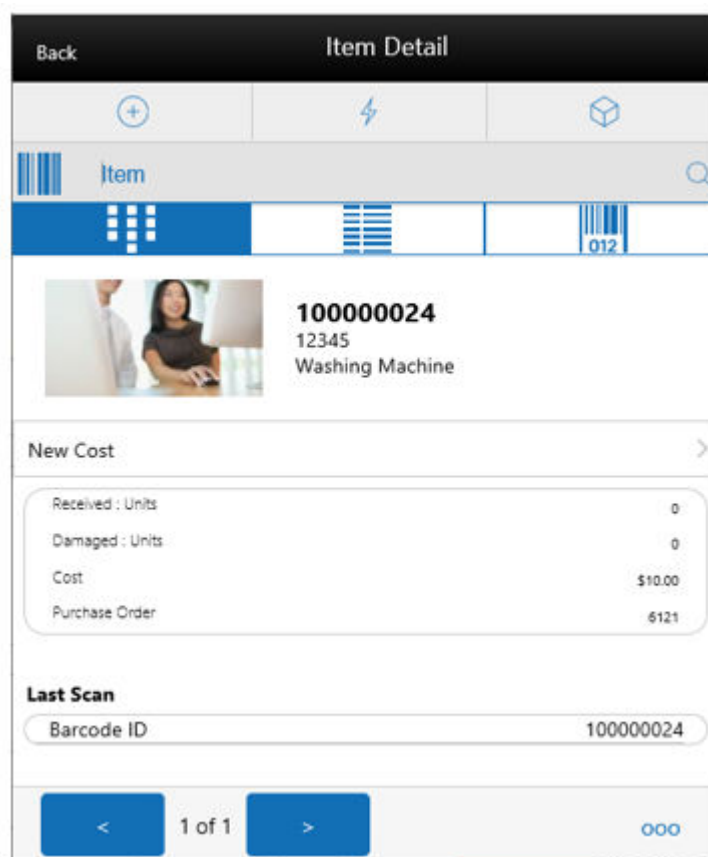 Back
Item Detail
Item
012
100000024
12345
Washing Machine
New Cost
Received : Units 0
Damaged : Units 0
Cost $10.00
Purchase Order 6121
Last Scan
Barcode ID 100000024
< 1 of 1 >
ooo